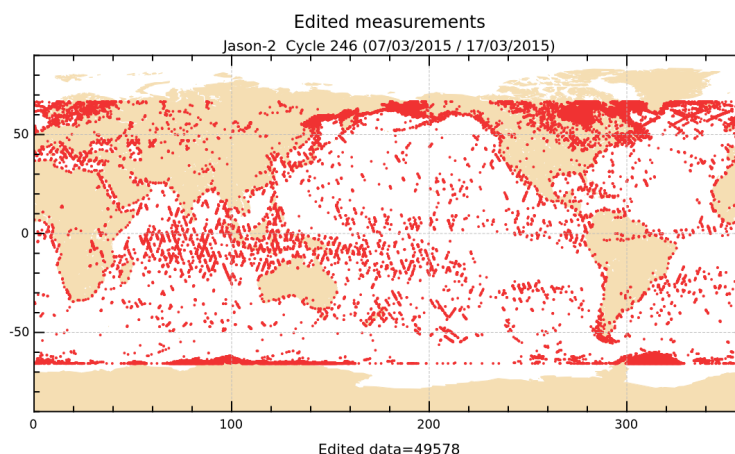 Edited measurements
Jason-2 Cycle 246 (07/03/2015 / 17/03/2015)
50
0
-50
0 100 200 300
Edited data=49578